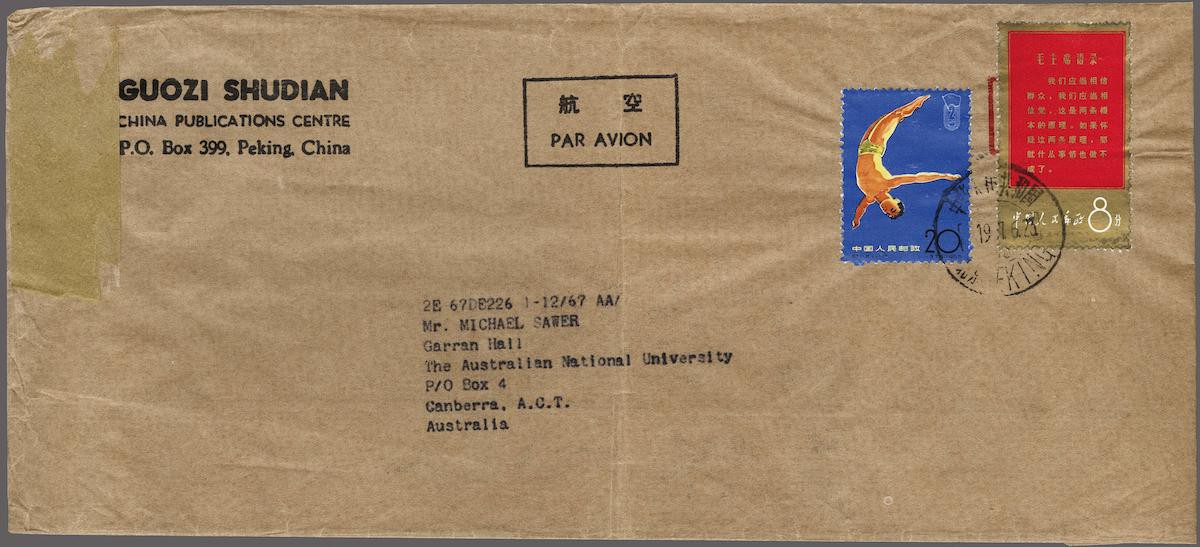 GUOZI SHUDIAN
CHINA PUBLICATIONS CENTRE
P.O. Box 399, Peking, China
航 空
PAR AVION
毛主席语录
我们应当相信
群众，我们应当相
信党，这是两条根
本的原理。如果怀
疑这两条原理，那
就什么事情也做不
成了。
中国人民邮政 8分
中国人民邮政 20
2E 67DE226 1-12/67 AA/
Mr. MICHAEL SAWER
Garran Hall
The Australian National University
P/O Box 4
Canberra, A.C.T.
Australia